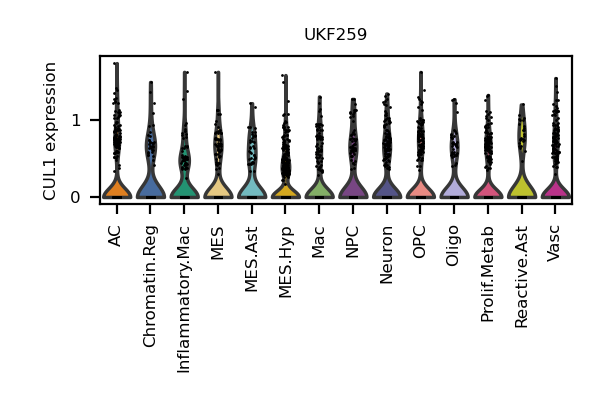 UKF259
CUL1 expression
1
0
AC
Chromatin.Reg
Inflammatory.Mac
MES
MES.Ast
MES.Hyp
Mac
NPC
Neuron
OPC
Oligo
Prolif.Metab
Reactive.Ast
Vasc